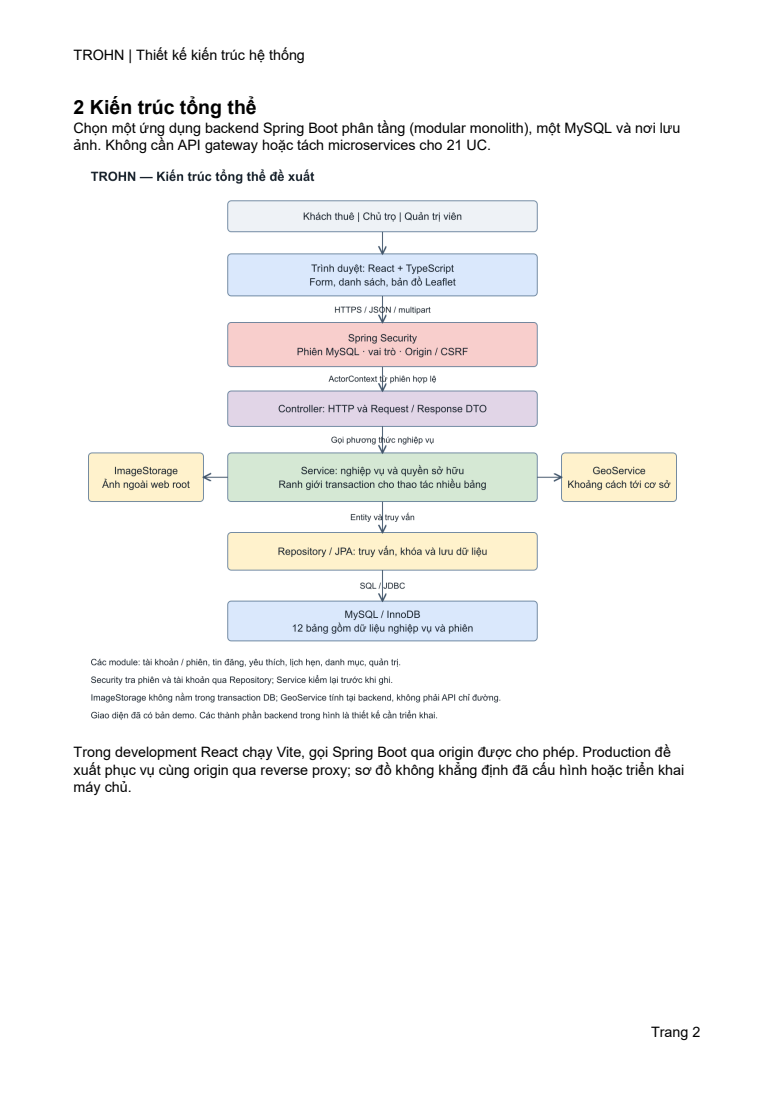 TROHN | Thiết kế kiến trúc hệ thống
2 Kiến trúc tổng thể
Chọn một ứng dụng backend Spring Boot phân tầng (modular monolith), một MySQL và nơi lưu
ảnh. Không cần API gateway hoặc tách microservices cho 21 UC.
TROHN — Kiến trúc tổng thể đề xuất
Khách thuê | Chủ trọ | Quản trị viên
Trình duyệt: React + TypeScript
Form, danh sách, bản đồ Leaflet
HTTPS / JSON / multipart
Spring Security
Phiên MySQL · vai trò · Origin / CSRF
ActorContext từ phiên hợp lệ
Controller: HTTP và Request / Response DTO
Gọi phương thức nghiệp vụ
ImageStorage
Ảnh ngoài web root
Service: nghiệp vụ và quyền sở hữu
Ranh giới transaction cho thao tác nhiều bảng
GeoService
Khoảng cách tới cơ sở
Entity và truy vấn
Repository / JPA: truy vấn, khóa và lưu dữ liệu
SQL / JDBC
MySQL / InnoDB
12 bảng gồm dữ liệu nghiệp vụ và phiên
Các module: tài khoản / phiên, tin đăng, yêu thích, lịch hẹn, danh mục, quản trị.
Security tra phiên và tài khoản qua Repository; Service kiểm lại trước khi ghi.
ImageStorage không nằm trong transaction DB; GeoService tính tại backend, không phải API chỉ đường.
Giao diện đã có bản demo. Các thành phần backend trong hình là thiết kế cần triển khai.
Trong development React chạy Vite, gọi Spring Boot qua origin được cho phép. Production đề
xuất phục vụ cùng origin qua reverse proxy; sơ đồ không khẳng định đã cấu hình hoặc triển khai
máy chủ.
Trang 2